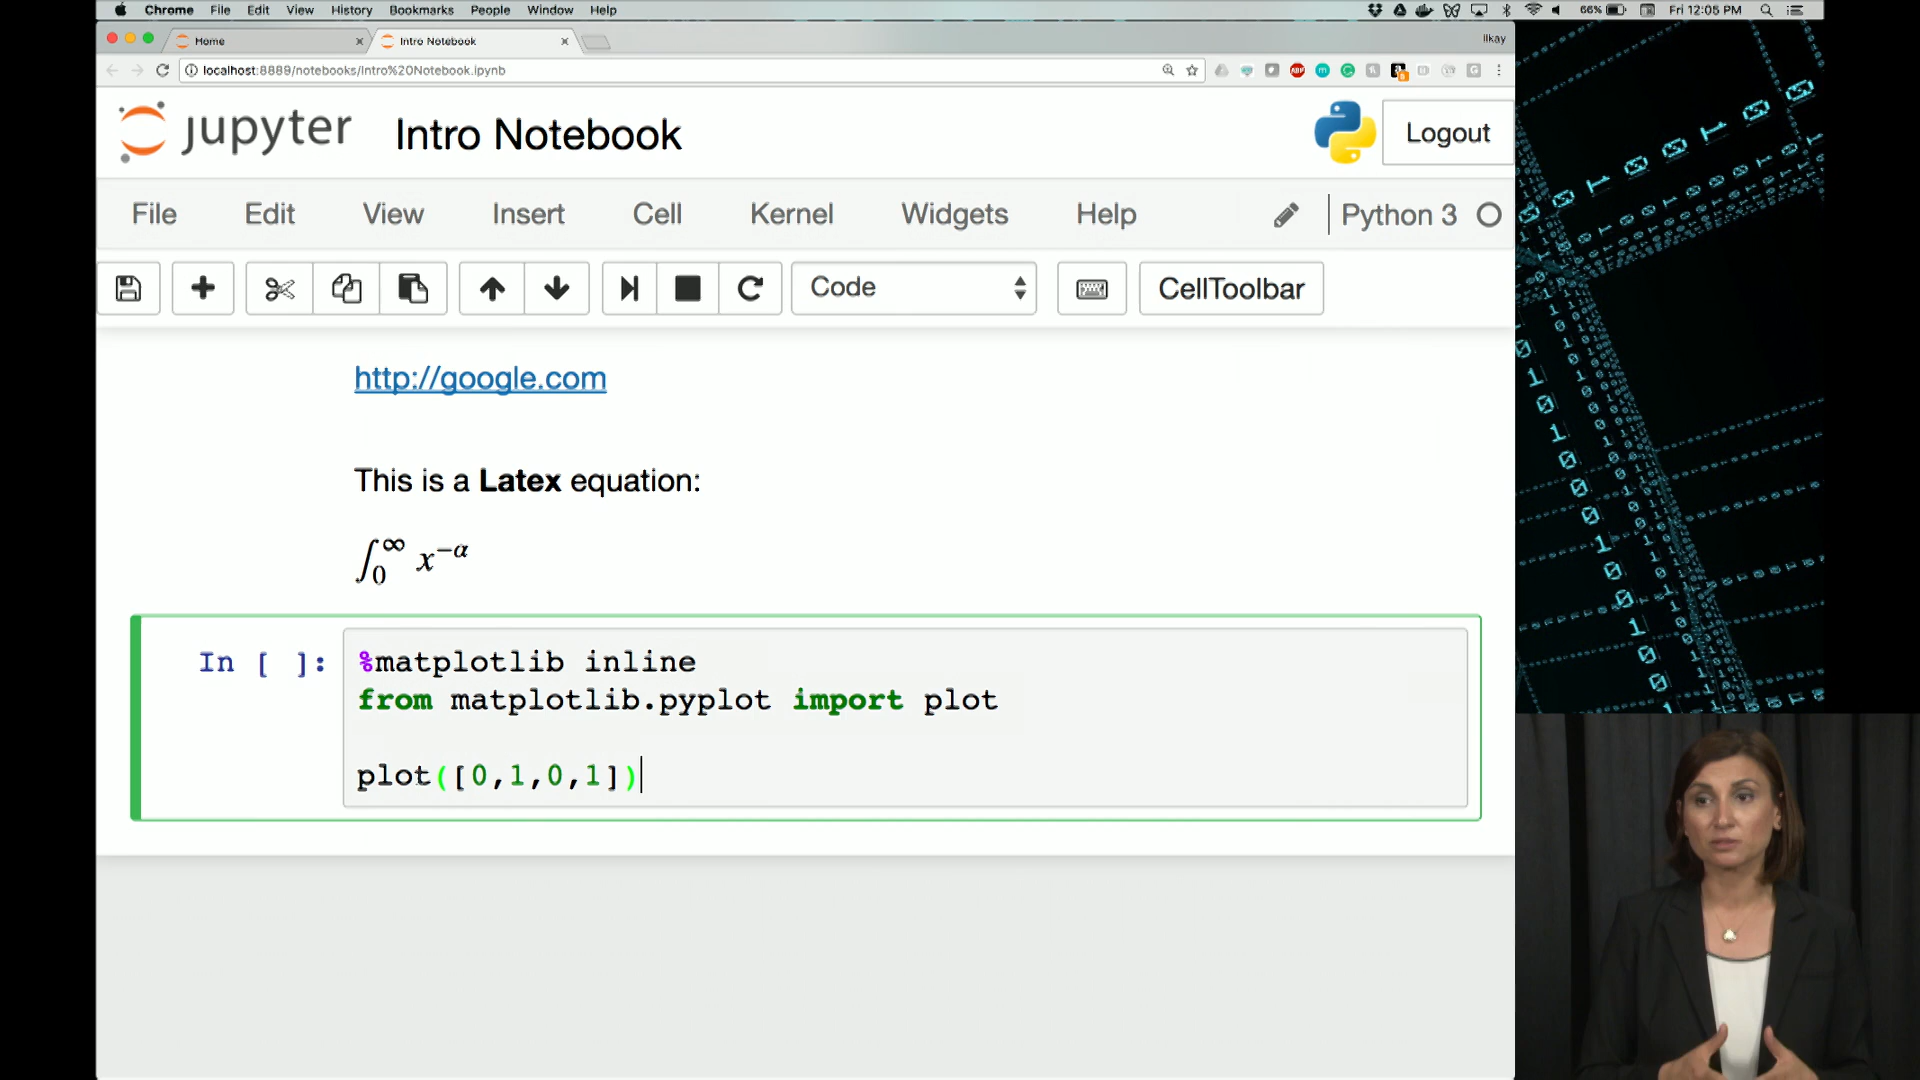 Chrome File Edit View History Bookmarks People Window Help 66% Fri 12:05 PM
Home Intro Notebook Ilkay
localhost:8889/notebooks/Intro%20Notebook.ipynb
jupyter Intro Notebook Logout
File Edit View Insert Cell Kernel Widgets Help Python 3
Code CellToolbar
http://google.com
This is a Latex equation:
∫₀^∞ x^−α
In [ ]: %matplotlib inline
from matplotlib.pyplot import plot
plot([0,1,0,1])